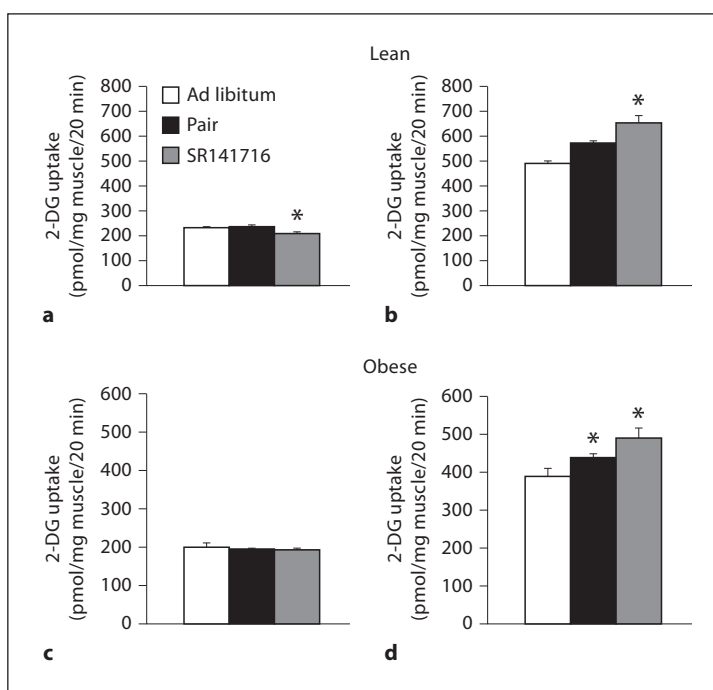 Lean
2-DG uptake
(pmol/mg muscle/20 min)
800
700
600
500
400
300
200
100
0
Ad libitum
Pair
SR141716
*
a
2-DG uptake
(pmol/mg muscle/20 min)
800
700
600
500
400
300
200
100
0
*
b
Obese
2-DG uptake
(pmol/mg muscle/20 min)
600
500
400
300
200
100
0
c
2-DG uptake
(pmol/mg muscle/20 min)
600
500
400
300
200
100
0
*
*
d